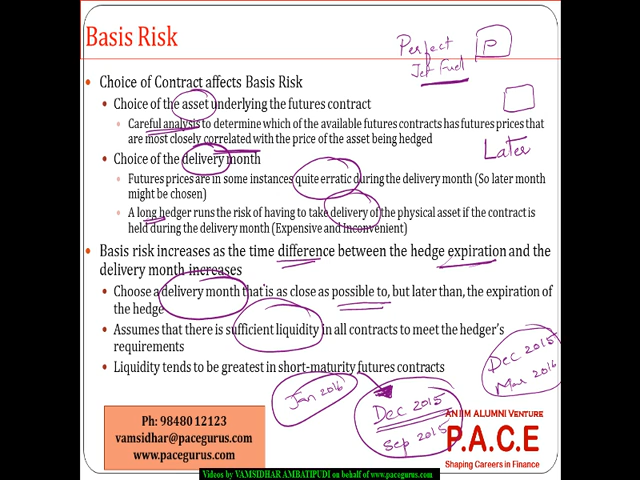 Basis Risk
Perfect
Jet Fuel
P
Later
• Choice of Contract affects Basis Risk
• Choice of the asset underlying the futures contract
• Careful analysis to determine which of the available futures contracts has futures prices that
are most closely correlated with the price of the asset being hedged
• Choice of the delivery month
• Futures prices are in some instances quite erratic during the delivery month (So later month
might be chosen)
• A long hedger runs the risk of having to take delivery of the physical asset if the contract is
held during the delivery month (Expensive and Inconvenient)
• Basis risk increases as the time difference between the hedge expiration and the
delivery month increases
• Choose a delivery month that is as close as possible to, but later than, the expiration of
the hedge
• Assumes that there is sufficient liquidity in all contracts to meet the hedger's
requirements
• Liquidity tends to be greatest in short-maturity futures contracts
Dec 2015
Mar 2016
Jan 2016
Dec 2015
Sep 2015
Ph: 98480 12123
vamsidhar@pacegurus.com
www.pacegurus.com
AN IIM ALUMNI VENTURE
P.A.C.E
Shaping Careers in Finance
Videos by VAMSIDHAR AMBATIPUDI on behalf of www.pacegurus.com